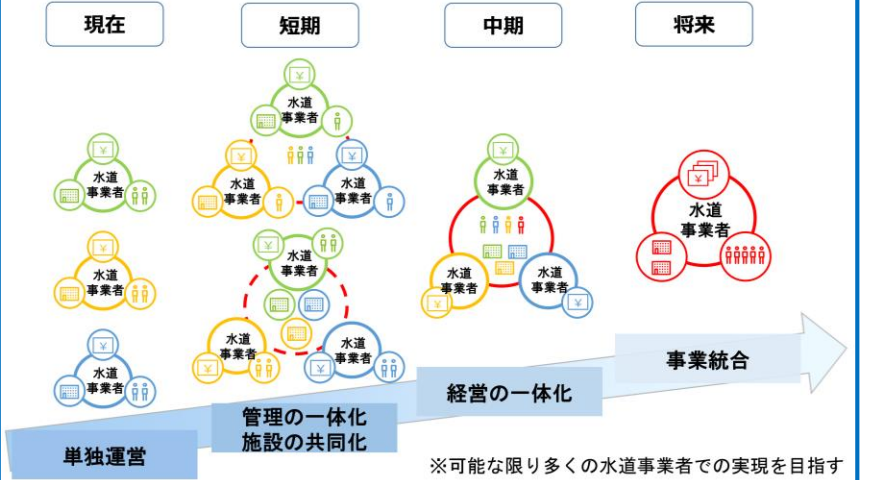 現在
短期
中期
将来
水道
事業者
水道
事業者
水道
事業者
水道
事業者
水道
事業者
水道
事業者
水道
事業者
水道
事業者
水道
事業者
水道
事業者
水道
事業者
水道
事業者
水道
事業者
¥
¥
¥
¥
¥
¥
¥
¥
¥
¥
¥
¥
¥
単独運営
管理の一体化
施設の共同化
経営の一体化
事業統合
※可能な限り多くの水道事業者での実現を目指す